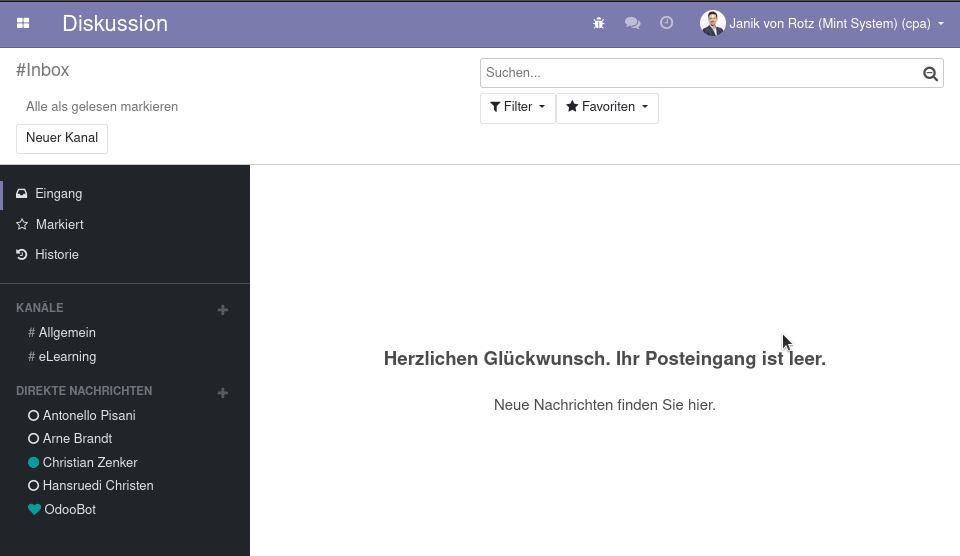 Diskussion
Janik von Rotz (Mint System) (cpa)
#Inbox
Suchen...
Alle als gelesen markieren
Filter
Favoriten
Neuer Kanal
Eingang
Markiert
Historie
KANÄLE
# Allgemein
# eLearning
DIREKTE NACHRICHTEN
Antonello Pisani
Arne Brandt
Christian Zenker
Hansruedi Christen
OdooBot
Herzlichen Glückwunsch. Ihr Posteingang ist leer.
Neue Nachrichten finden Sie hier.